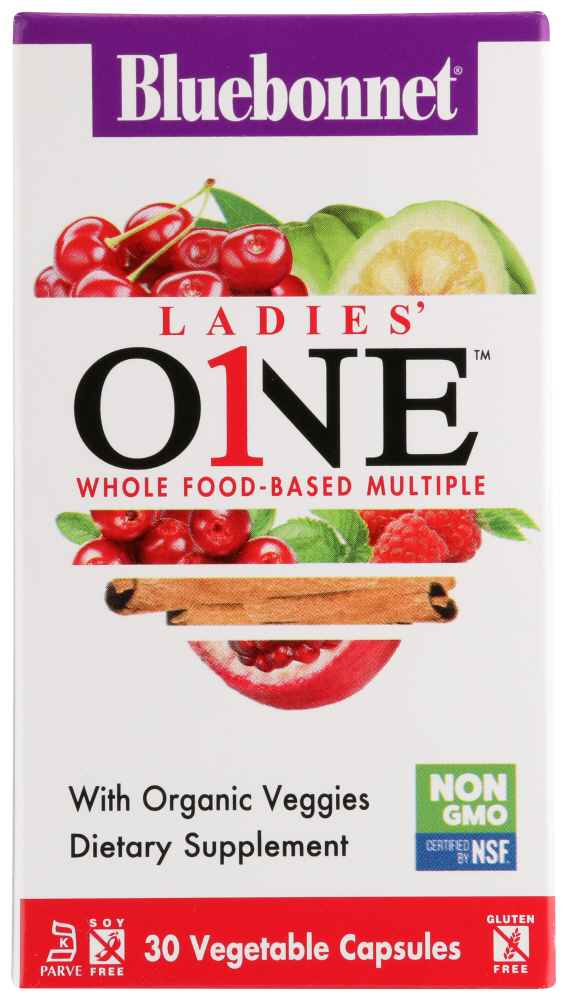 Bluebonnet®
LADIES'
ONE™
WHOLE FOOD-BASED MULTIPLE
With Organic Veggies
Dietary Supplement
NON
GMO
CERTIFIED
BY NSF.
K
PARVE
SOY
FREE
30 Vegetable Capsules
GLUTEN
FREE